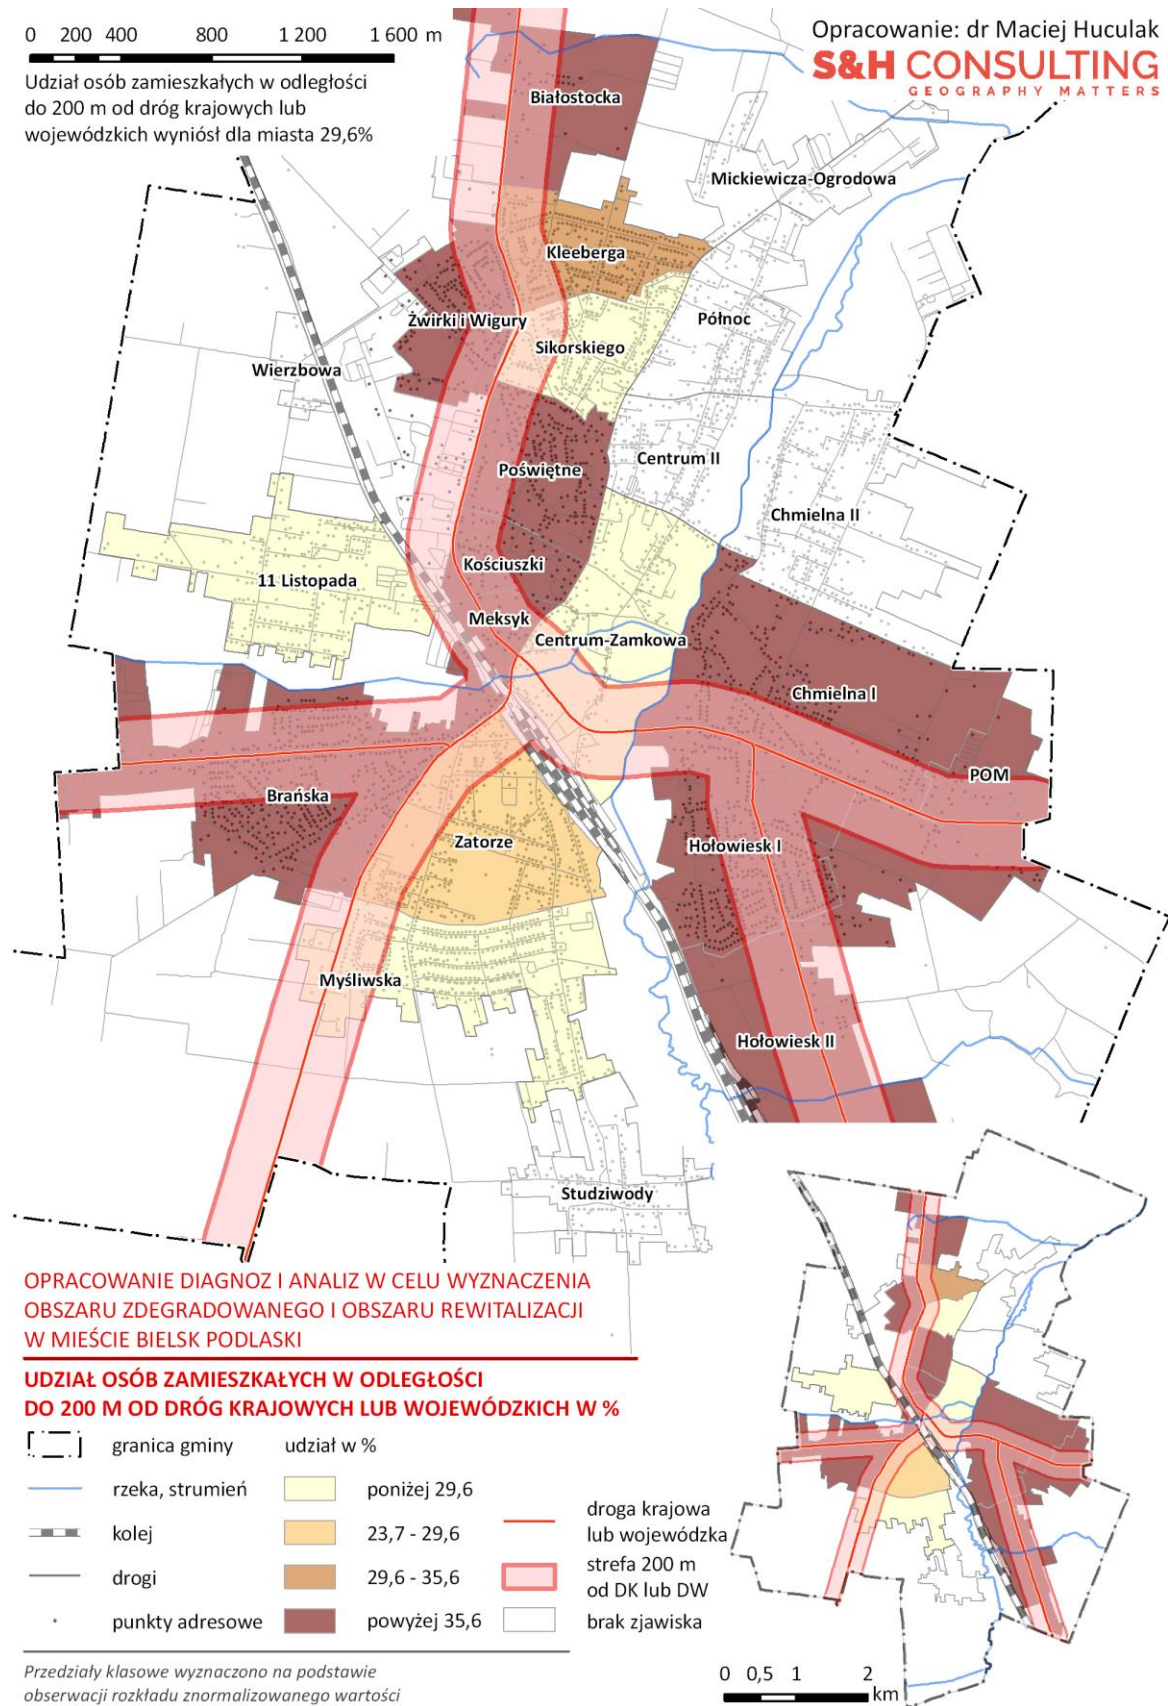 0 200 400 800 1 200 1 600 m
Udział osób zamieszkałych w odległości
do 200 m od dróg krajowych lub
wojewódzkich wyniósł dla miasta 29,6%
Opracowanie: dr Maciej Huculak
S&H CONSULTING
GEOGRAPHY MATTERS
Białostocka
Mickiewicza-Ogrodowa
Kleeberga
Północ
Żwirki i Wigury
Sikorskiego
Wierzbowa
Centrum II
Poświętne
Chmielna II
Kościuszki
11 Listopada
Meksyk
Centrum-Zamkowa
Chmielna I
POM
Brańska
Zatorze
Hołowiesk I
Myśliwska
Hołowiesk II
Studziwody
OPRACOWANIE DIAGNOZ I ANALIZ W CELU WYZNACZENIA
OBSZARU ZDEGRADOWANEGO I OBSZARU REWITALIZACJI
W MIEŚCIE BIELSK PODLASKI
UDZIAŁ OSÓB ZAMIESZKAŁYCH W ODLEGŁOŚCI
DO 200 M OD DRÓG KRAJOWYCH LUB WOJEWÓDZKICH W %
granica gminy
rzeka, strumień
kolej
drogi
punkty adresowe
udział w %
poniżej 29,6
23,7 - 29,6
29,6 - 35,6
powyżej 35,6
droga krajowa
lub wojewódzka
strefa 200 m
od DK lub DW
brak zjawiska
Przedziały klasowe wyznaczono na podstawie
obserwacji rozkładu znormalizowanego wartości
0 0,5 1 2
km